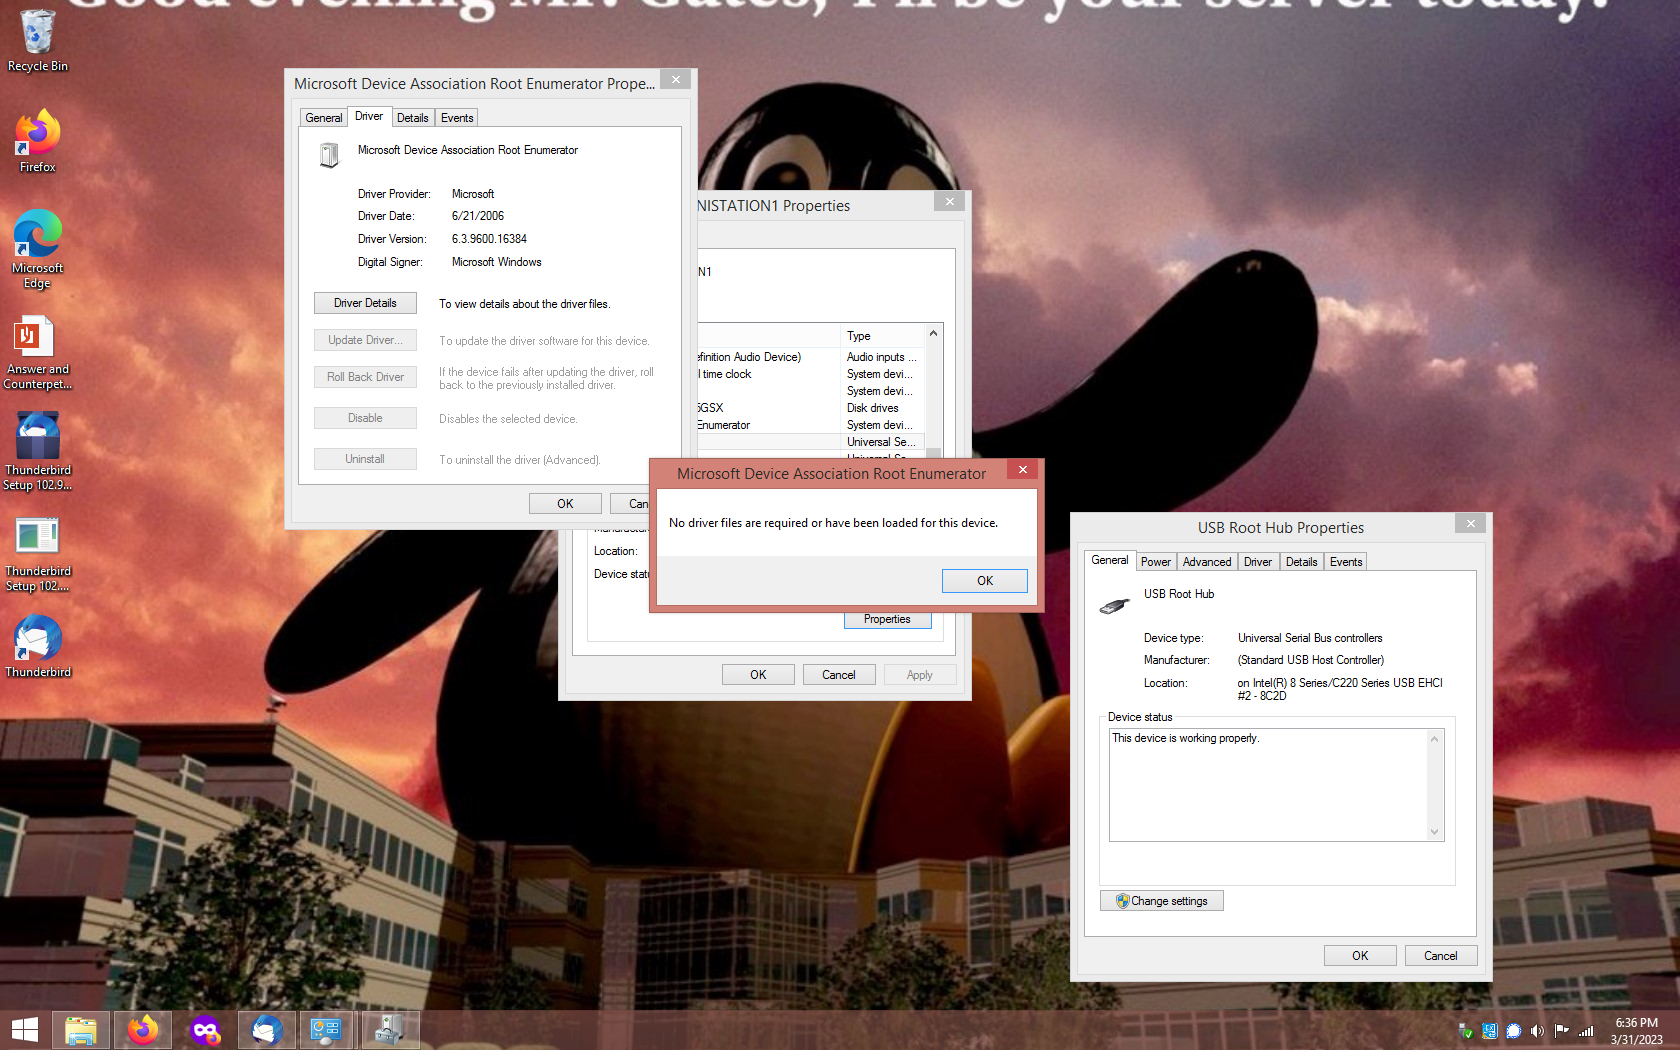 Good evening Mr. Gates, I'll be your server today.
Recycle Bin
Firefox
Microsoft
Edge
Answer and
Counterpet...
Thunderbird
Setup 102.9...
Thunderbird
Setup 102....
Thunderbird
Microsoft Device Association Root Enumerator Prope...
General Driver Details Events
Microsoft Device Association Root Enumerator
Driver Provider: Microsoft
Driver Date: 6/21/2006
Driver Version: 6.3.9600.16384
Digital Signer: Microsoft Windows
Driver Details To view details about the driver files.
Update Driver... To update the driver software for this device.
Roll Back Driver If the device fails after updating the driver, roll
back to the previously installed driver.
Disable Disables the selected device.
Uninstall To uninstall the driver (Advanced).
OK Can
NISTATION1 Properties
N1
Type
efinition Audio Device) Audio inputs ...
l time clock System devi...
System devi...
GSX Disk drives
Enumerator System devi...
Universal Se...
Location:
Device statu
Properties
OK Cancel Apply
Microsoft Device Association Root Enumerator
No driver files are required or have been loaded for this device.
OK
USB Root Hub Properties
General Power Advanced Driver Details Events
USB Root Hub
Device type: Universal Serial Bus controllers
Manufacturer: (Standard USB Host Controller)
Location: on Intel(R) 8 Series/C220 Series USB EHCI
#2 - 8C2D
Device status
This device is working properly.
Change settings
OK Cancel
6:36 PM
3/31/2023